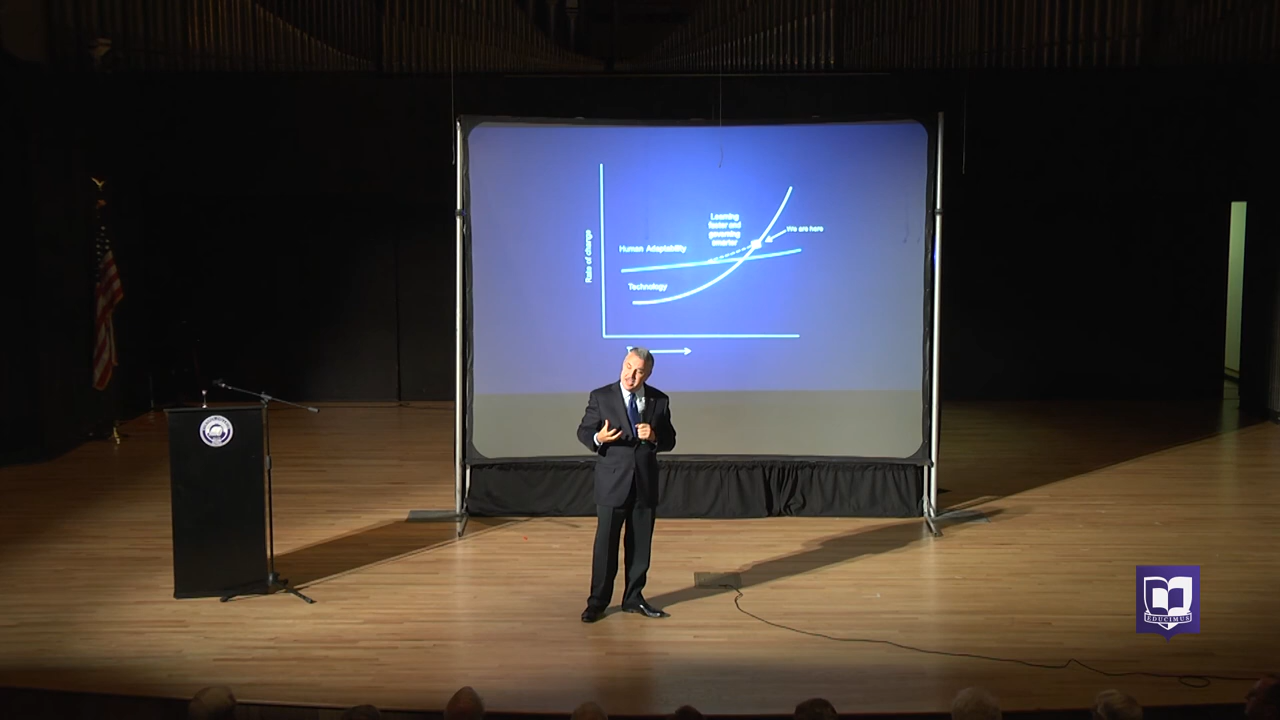 Learning
faster and
governing
smarter
We are here
Human Adaptability
Rate of change
Technology
EDUCIMUS